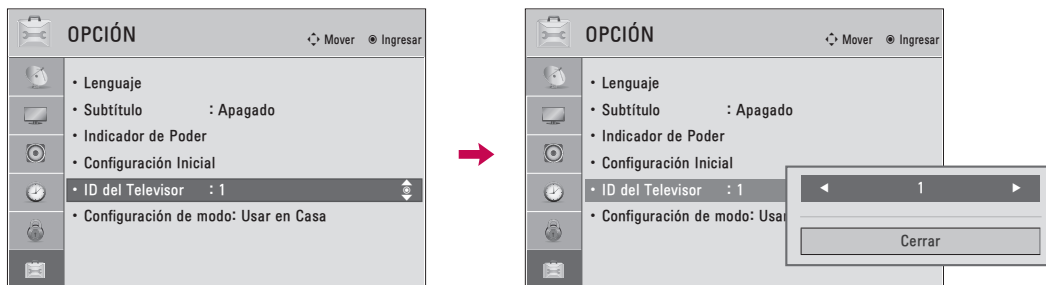 OPCIÓN
Mover Ingresar
• Lenguaje
• Subtítulo : Apagado
• Indicador de Poder
• Configuración Inicial
• ID del Televisor : 1
• Configuración de modo: Usar en Casa
OPCIÓN
Mover Ingresar
• Lenguaje
• Subtítulo : Apagado
• Indicador de Poder
• Configuración Inicial
• ID del Televisor : 1
• Configuración de modo: Usar
◄ 1 ►
Cerrar